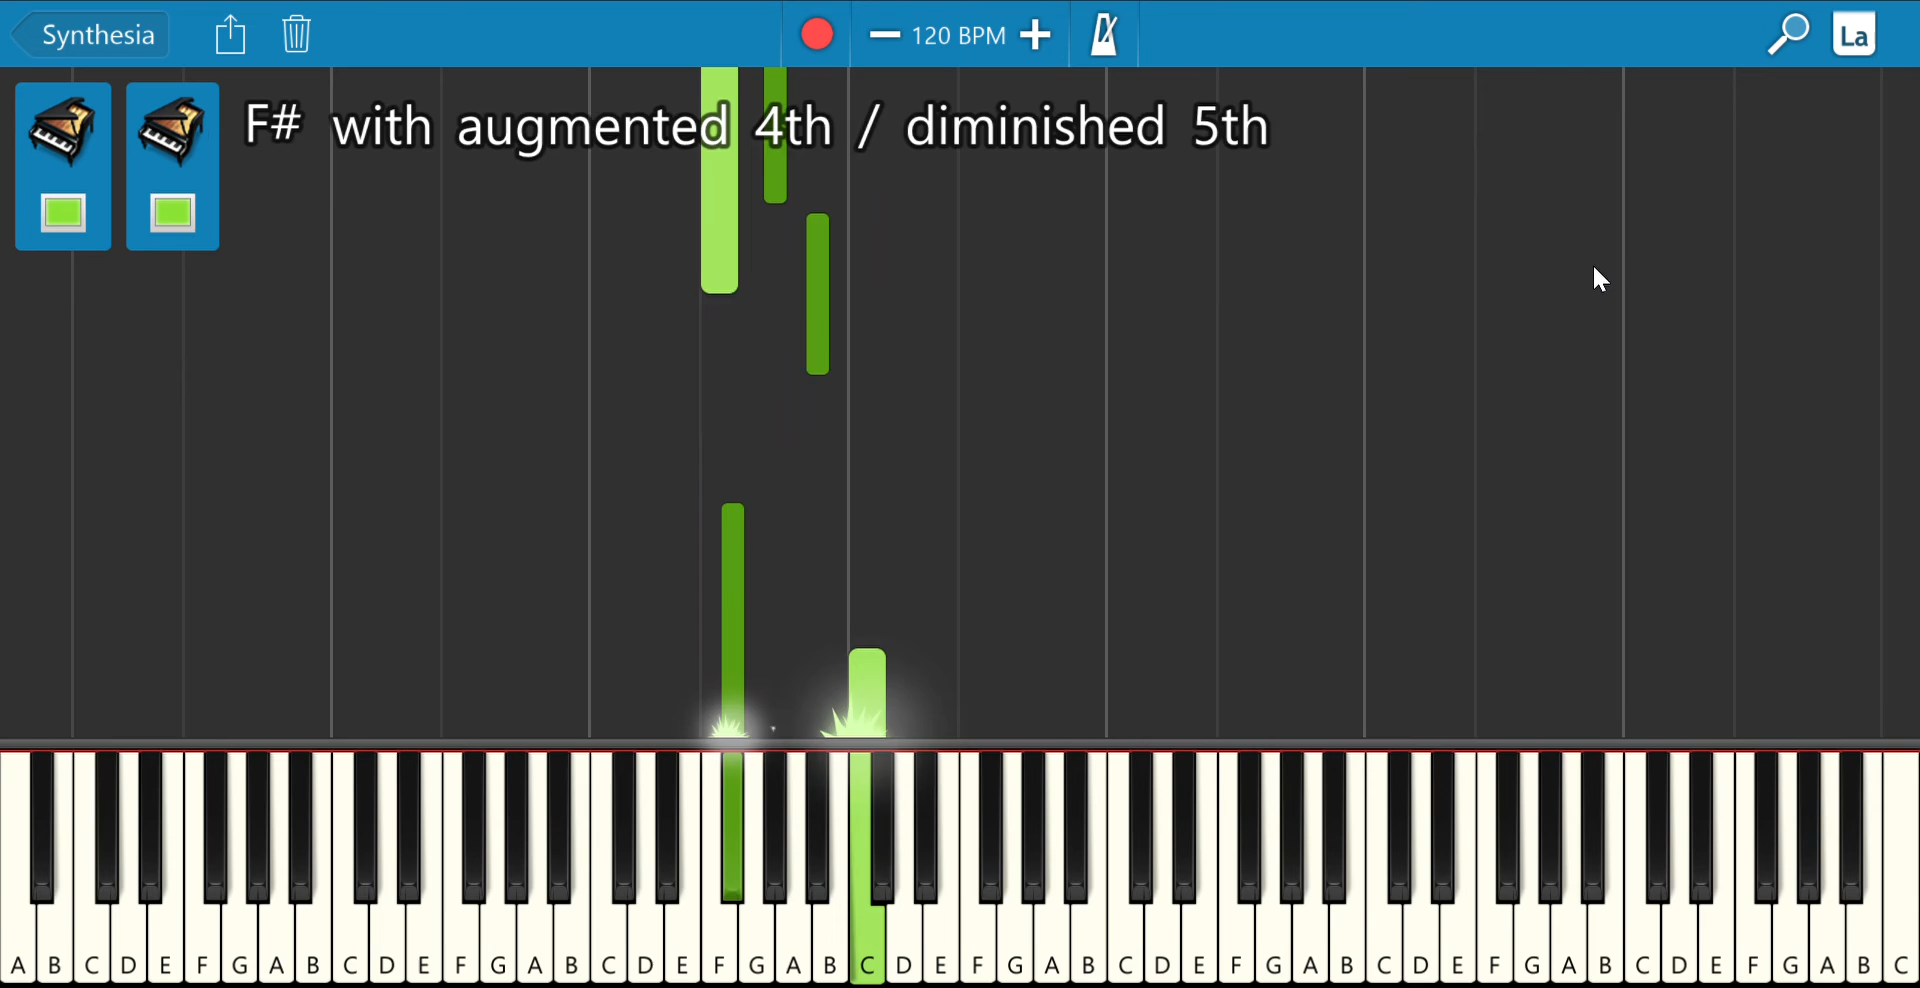 Synthesia
120 BPM
La
F# with augmented 4th / diminished 5th
A B C D E F G A B C D E F G A B C D E F G A B C D E F G A B C D E F G A B C D E F G A B C D E F G A B C